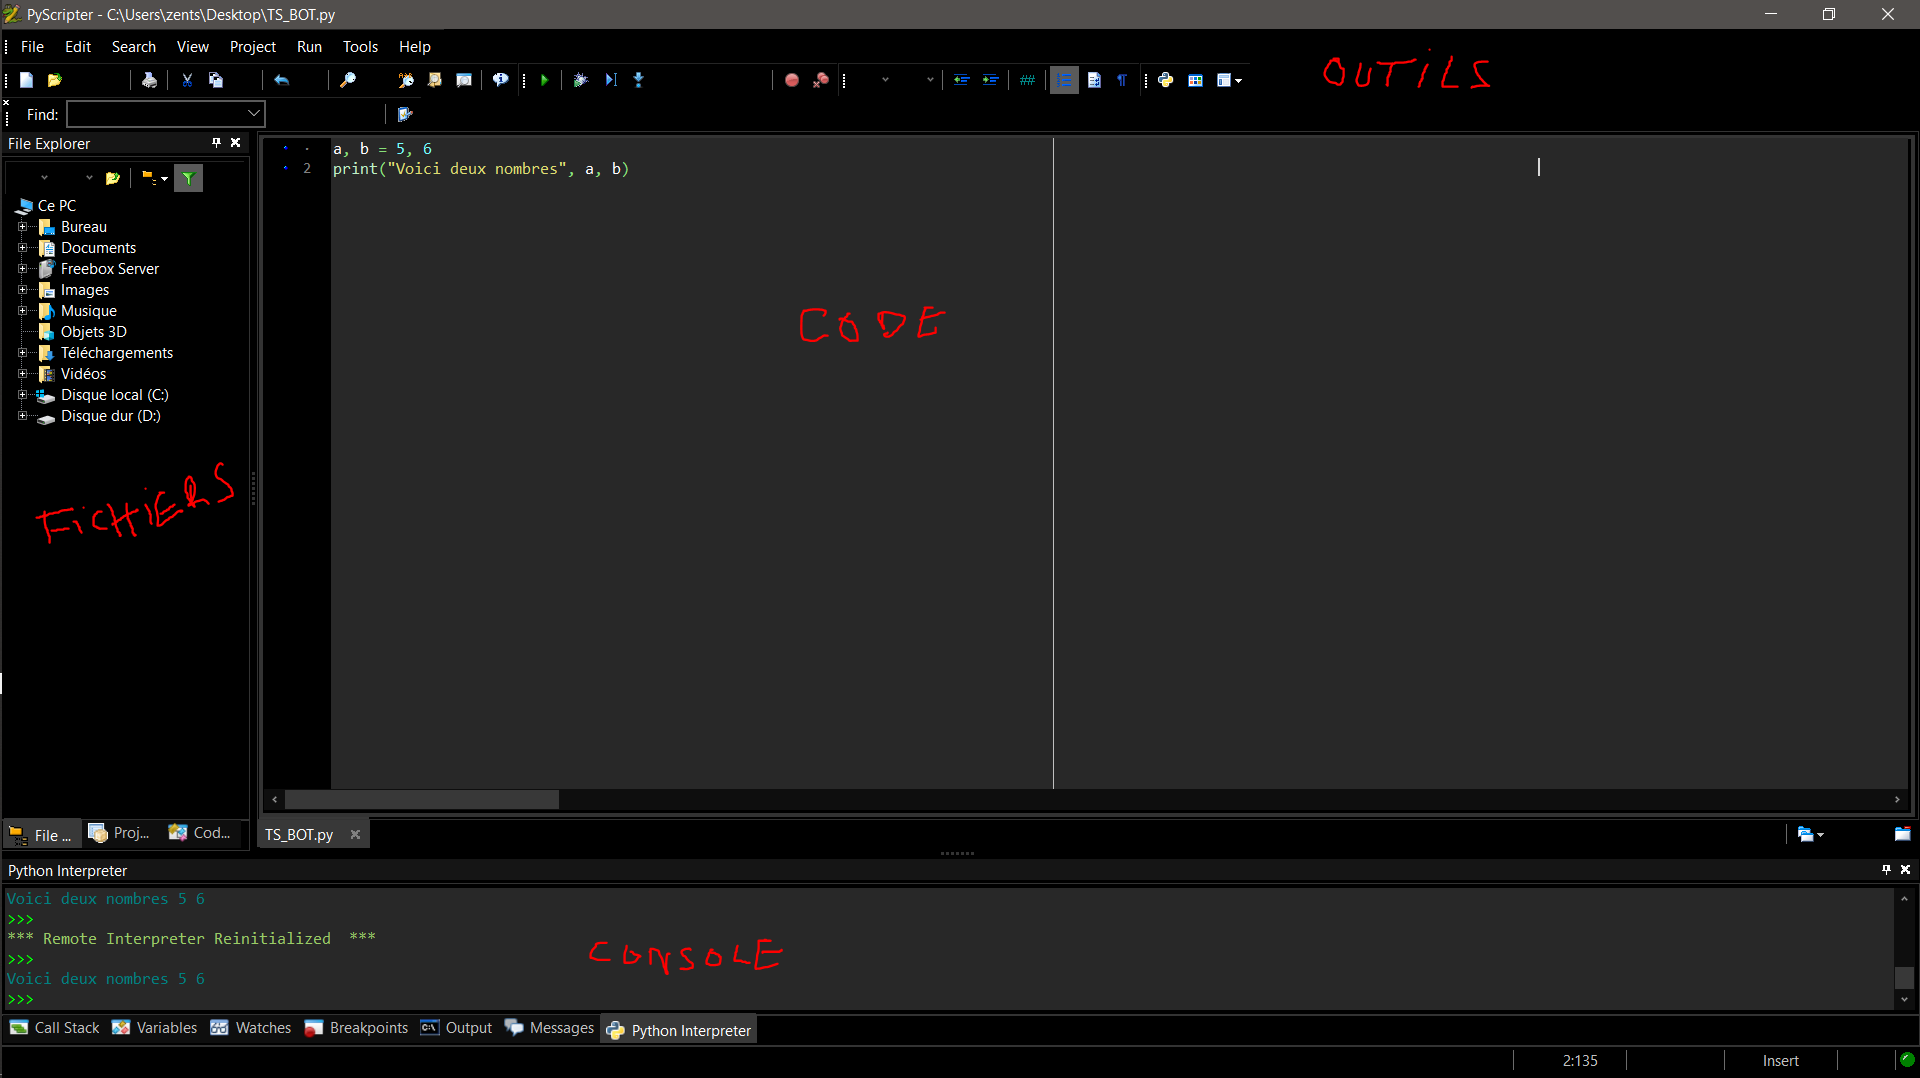 PyScripter - C:\Users\zents\Desktop\TS_BOT.py
File Edit Search View Project Run Tools Help
OUTILS
Find:
File Explorer
a, b = 5, 6
2 print("Voici deux nombres", a, b)
Ce PC
Bureau
Documents
Freebox Server
Images
Musique
Objets 3D
Téléchargements
Vidéos
Disque local (C:)
Disque dur (D:)
CODE
FiCHiERS
File ... Proj... Cod...
TS_BOT.py
Python Interpreter
Voici deux nombres 5 6
>>>
*** Remote Interpreter Reinitialized ***
>>>
Voici deux nombres 5 6
>>>
CONSOLE
Call Stack Variables Watches Breakpoints Output Messages Python Interpreter
2:135 Insert